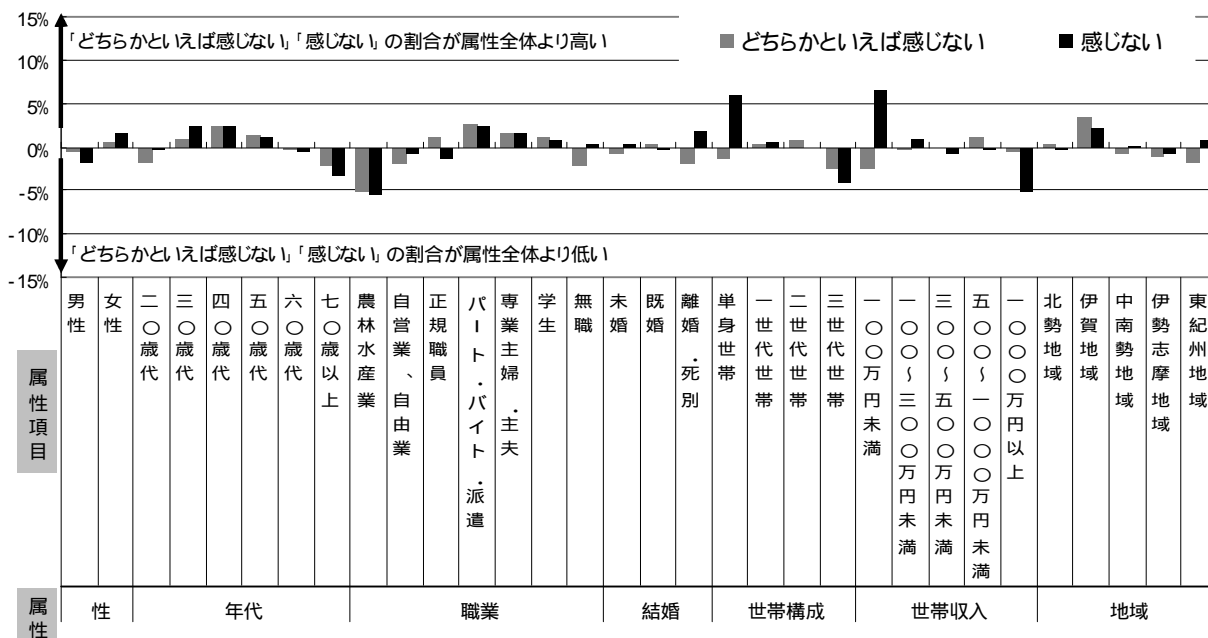 15%
10%
5%
0%
-5%
-10%
-15%
「どちらかといえば感じない」「感じない」の割合が属性全体より高い
どちらかといえば感じない
感じない
「どちらかといえば感じない」「感じない」の割合が属性全体より低い
属性項目
男性
女性
二〇歳代
三〇歳代
四〇歳代
五〇歳代
六〇歳代
七〇歳以上
農林水産業
自営業、自由業
正規職員
パート・バイト・派遣
専業主婦・主夫
学生
無職
未婚
既婚
離婚・死別
単身世帯
一世代世帯
二世代世帯
三世代世帯
一〇〇万円未満
一〇〇~三〇〇万円未満
三〇〇~五〇〇万円未満
五〇〇~一〇〇〇万円未満
一〇〇〇万円以上
北勢地域
伊賀地域
中南勢地域
伊勢志摩地域
東紀州地域
属性
性
年代
職業
結婚
世帯構成
世帯収入
地域